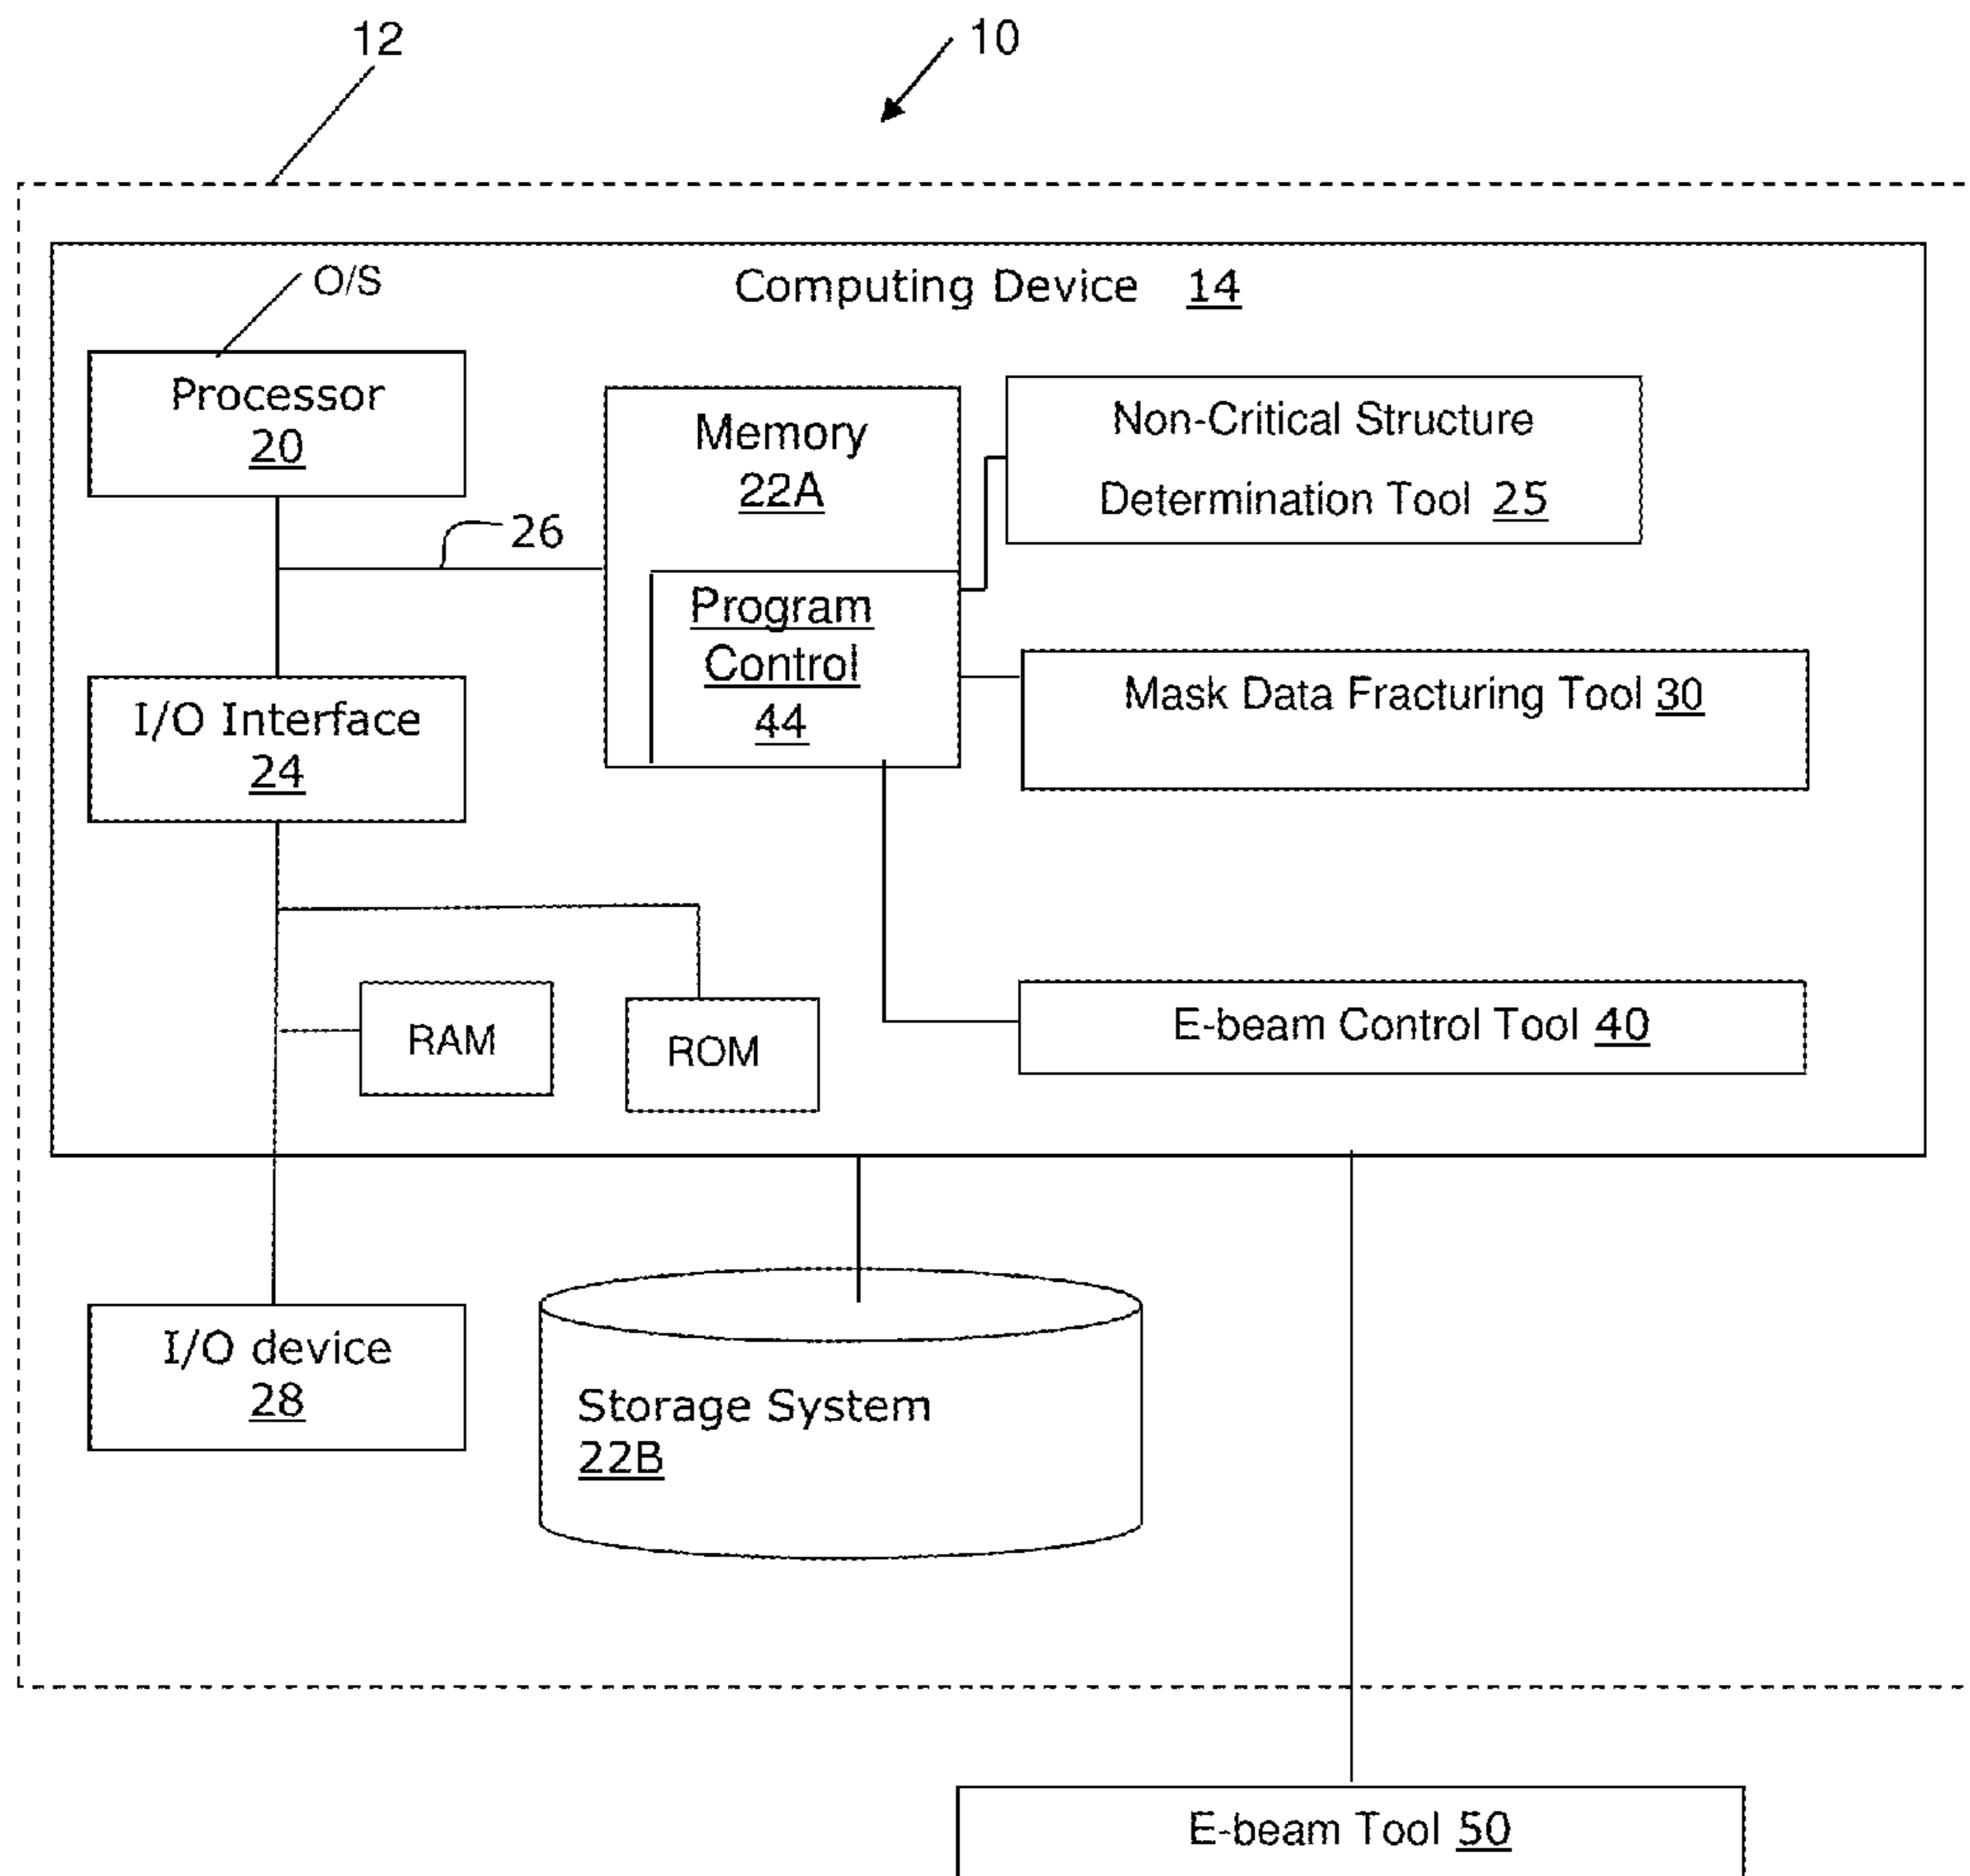 12
10
O/S
Computing Device 14
Processor
20
Memory
22A
Non-Critical Structure
Determination Tool 25
26
Program
Control
44
I/O Interface
24
Mask Data Fracturing Tool 30
RAM
ROM
E-beam Control Tool 40
I/O device
28
Storage System
22B
E-beam Tool 50